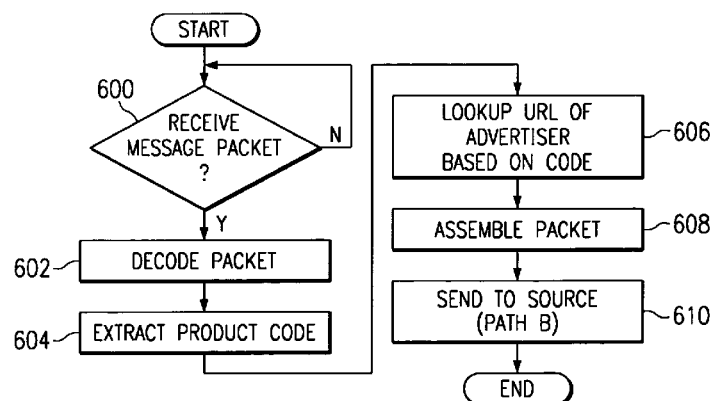 START
600
RECEIVE
MESSAGE PACKET
?
N
Y
602
DECODE PACKET
604
EXTRACT PRODUCT CODE
LOOKUP URL OF
ADVERTISER
BASED ON CODE
606
ASSEMBLE PACKET
608
SEND TO SOURCE
(PATH B)
610
END